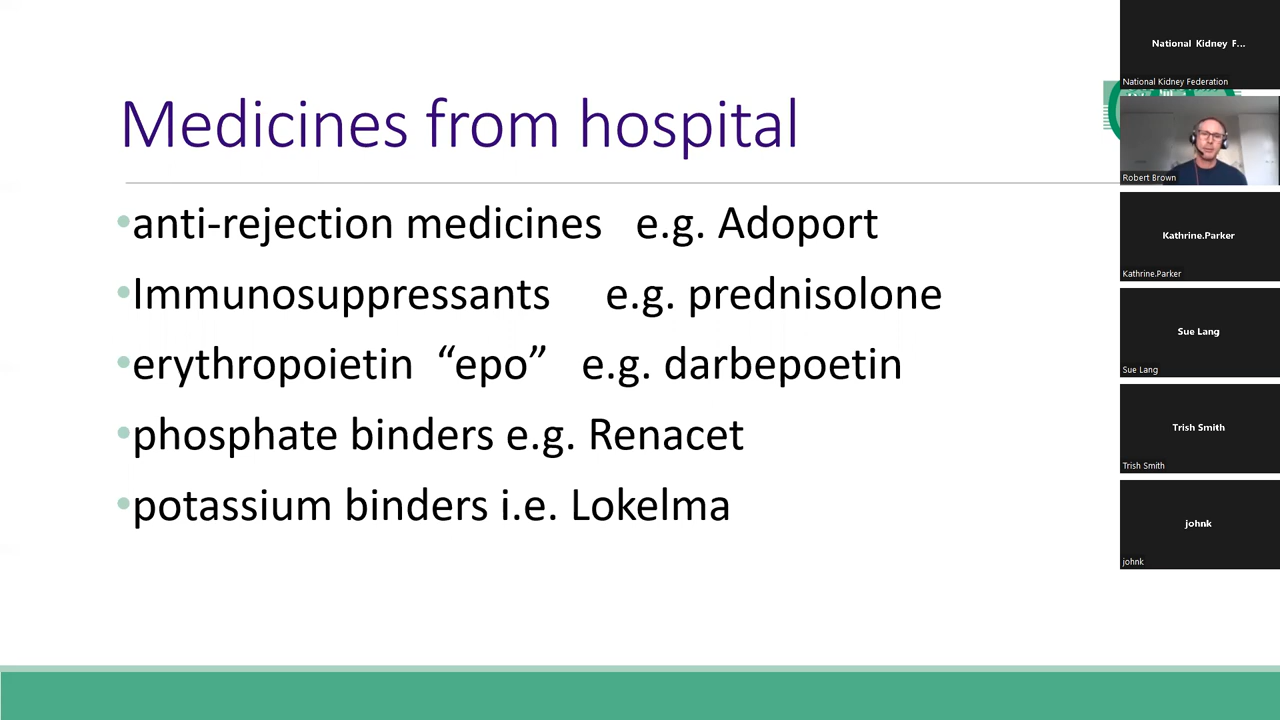 Medicines from hospital
•anti-rejection medicines e.g. Adoport
•Immunosuppressants e.g. prednisolone
•erythropoietin “epo” e.g. darbepoetin
•phosphate binders e.g. Renacet
•potassium binders i.e. Lokelma
National Kidney F...
National Kidney Federation
Robert Brown
Kathrine.Parker
Kathrine.Parker
Sue Lang
Sue Lang
Trish Smith
Trish Smith
johnk
johnk